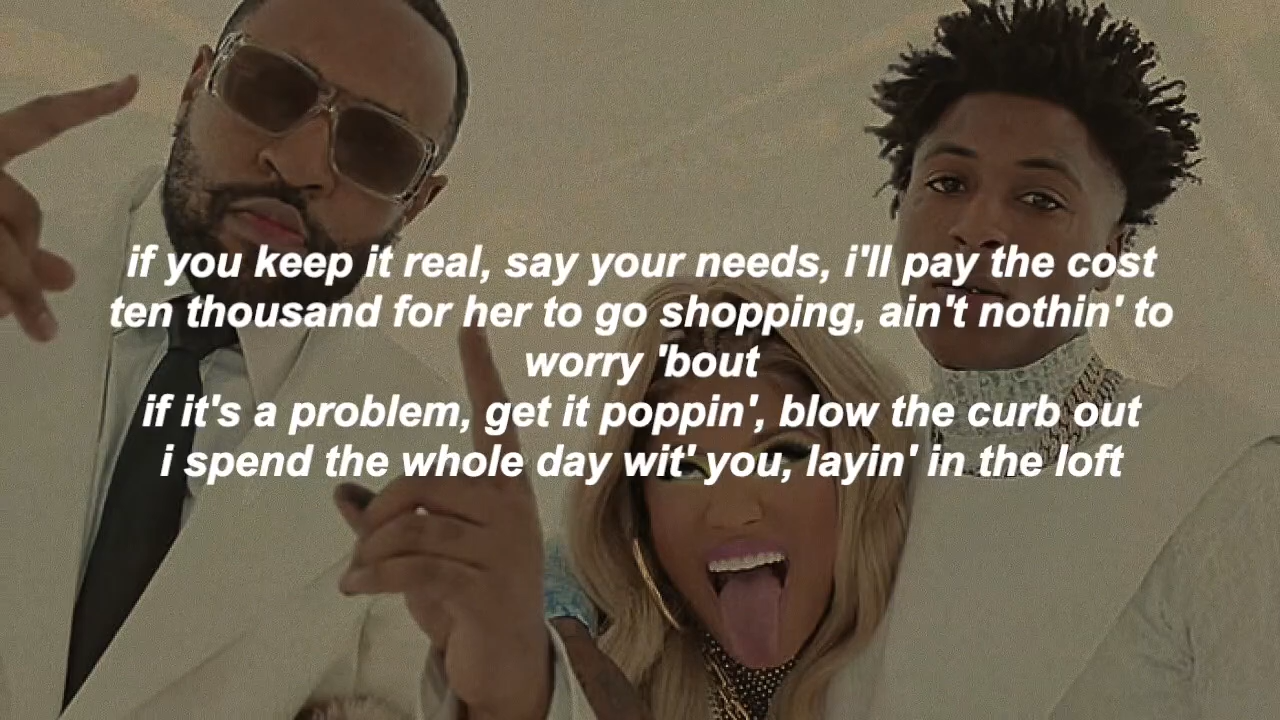 if you keep it real, say your needs, i'll pay the cost
ten thousand for her to go shopping, ain't nothin' to
worry 'bout
if it's a problem, get it poppin', blow the curb out
i spend the whole day wit' you, layin' in the loft